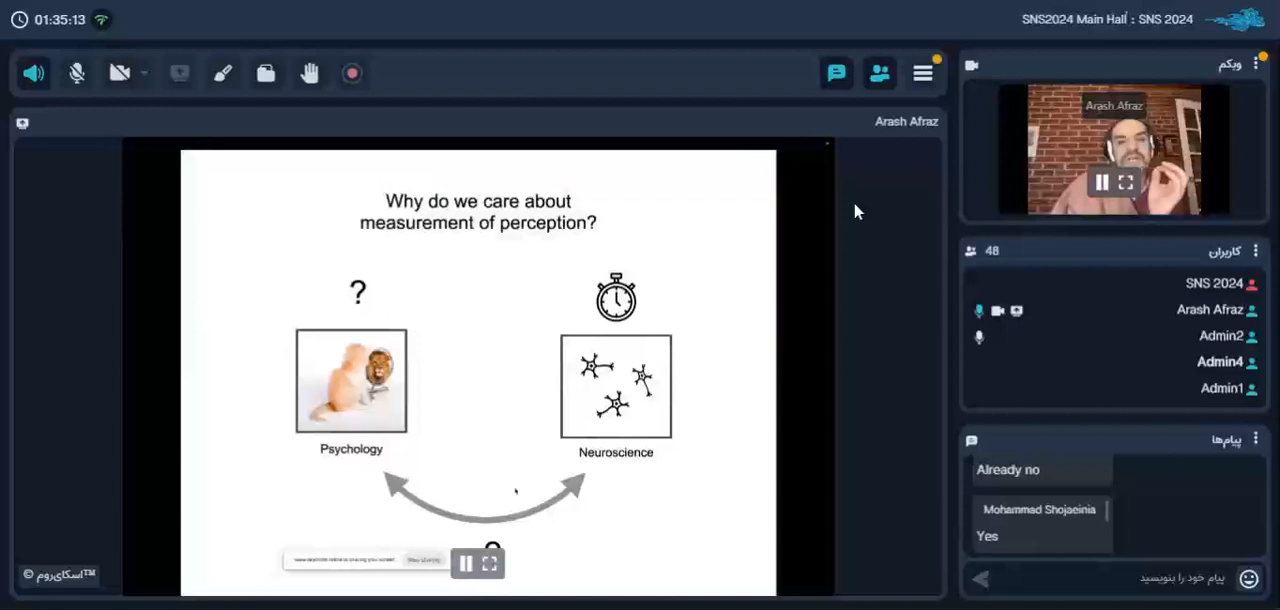 01:35:13
SNS2024 Main Hall : SNS 2024
Arash Afraz
Why do we care about
measurement of perception?
?
Psychology
Neuroscience
?
Stop sharing
اسکای‌روم™ ©
وبکم
Arash Afraz
کاربران
48
SNS 2024
Arash Afraz
Admin2
Admin4
Admin1
پیام‌ها
Already no
Mohammad Shojaeinia
Yes
پیام خود را بنویسید